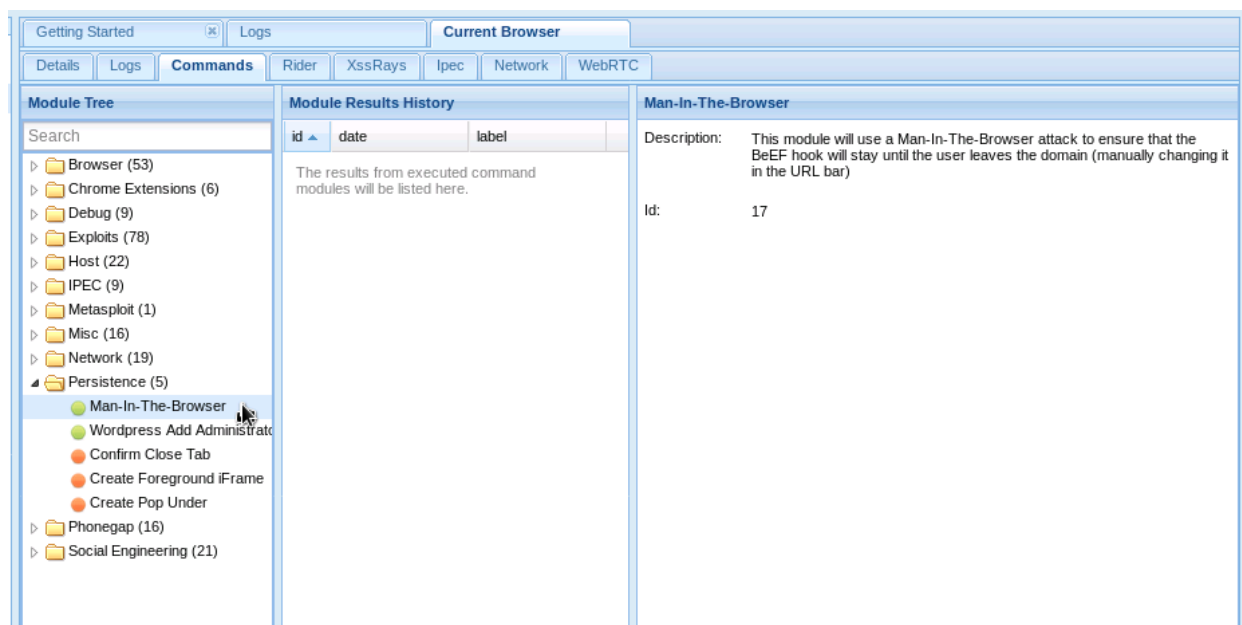 Getting Started
Logs
Current Browser
Details
Logs
Commands
Rider
XssRays
Ipec
Network
WebRTC
Module Tree
Search
Browser (53)
Chrome Extensions (6)
Debug (9)
Exploits (78)
Host (22)
IPEC (9)
Metasploit (1)
Misc (16)
Network (19)
Persistence (5)
Man-In-The-Browser
Wordpress Add Administrato
Confirm Close Tab
Create Foreground iFrame
Create Pop Under
Phonegap (16)
Social Engineering (21)
Module Results History
id date label
The results from executed command
modules will be listed here.
Man-In-The-Browser
Description: This module will use a Man-In-The-Browser attack to ensure that the
BeEF hook will stay until the user leaves the domain (manually changing it
in the URL bar)
Id: 17